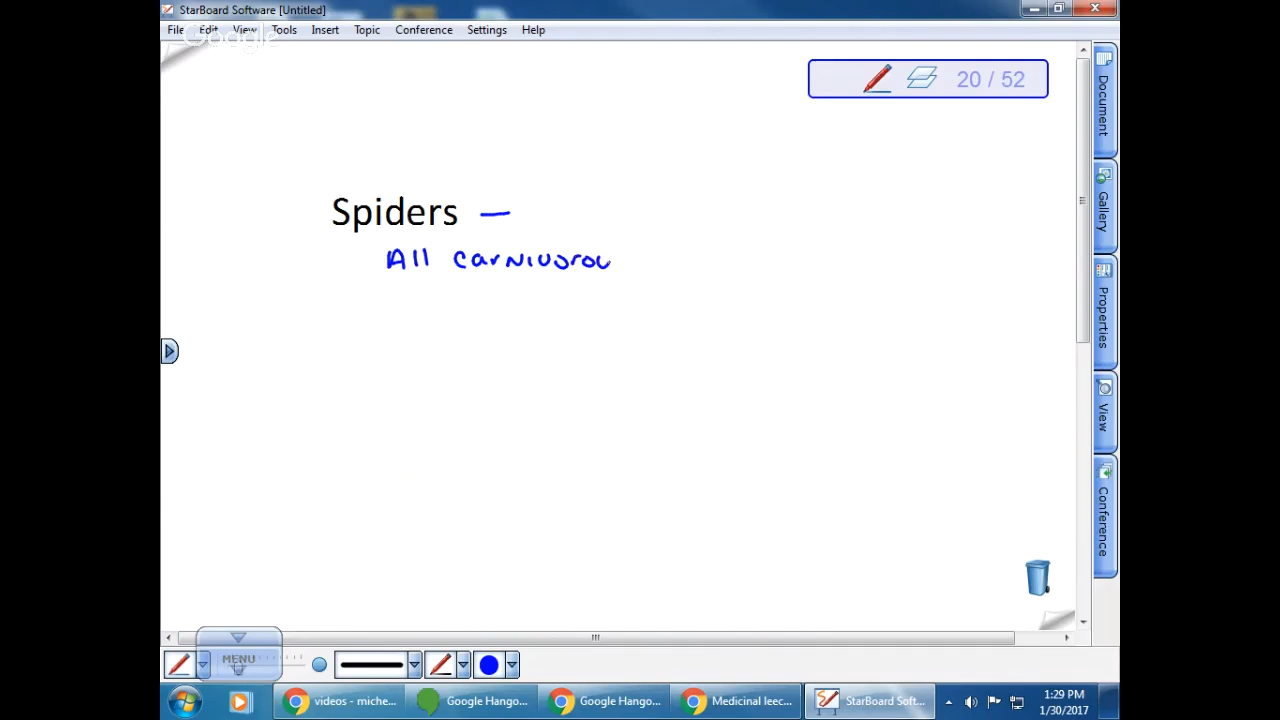 StarBoard Software [Untitled]
File Edit View Tools Insert Topic Conference Settings Help
Google
20 / 52
Document
Gallery
Properties
View
Conference
Spiders –
All carnivorou
MENU
videos - miche...
Google Hango...
Google Hango...
Medicinal leec...
StarBoard Soft...
1:29 PM
1/30/2017